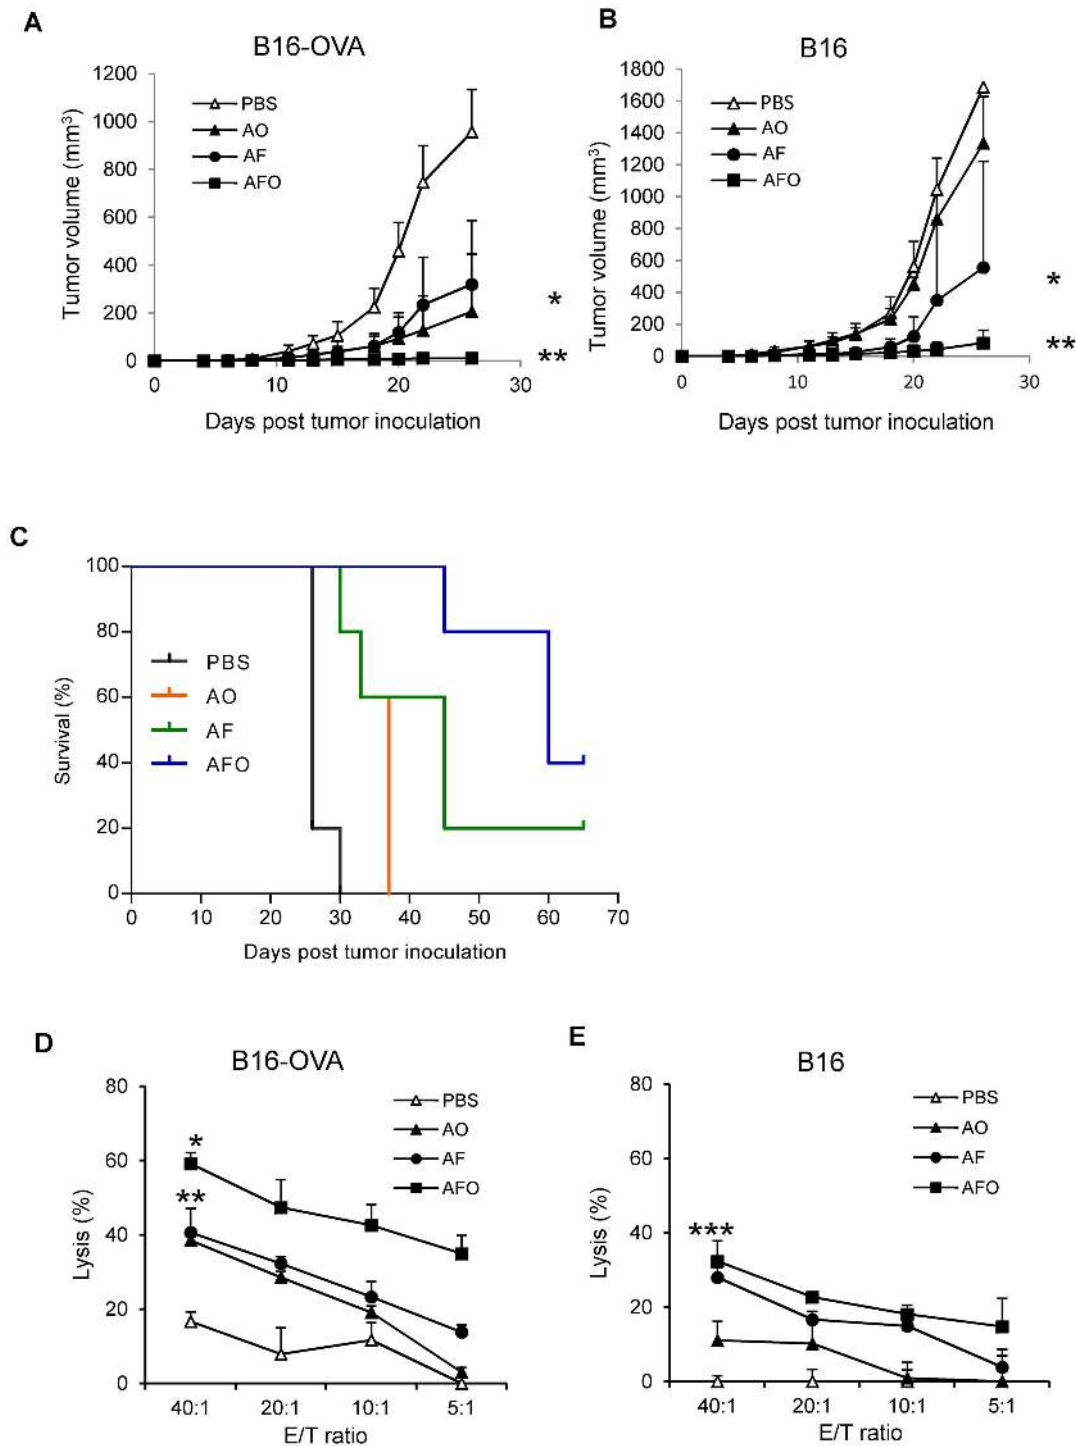 A
B16-OVA
1200
1000
800
600
400
200
0
Tumor volume (mm³)
PBS
AO
AF
AFO
*
**
0 10 20 30
Days post tumor inoculation
B
B16
1800
1600
1400
1200
1000
800
600
400
200
0
Tumor volume (mm³)
PBS
AO
AF
AFO
*
**
0 10 20 30
Days post tumor inoculation
C
100
80
60
40
20
0
Survival (%)
PBS
AO
AF
AFO
0 10 20 30 40 50 60 70
Days post tumor inoculation
D
B16-OVA
80
60
40
20
0
Lysis (%)
PBS
AO
AF
AFO
*
**
40:1 20:1 10:1 5:1
E/T ratio
E
B16
80
60
40
20
0
Lysis (%)
PBS
AO
AF
AFO
***
40:1 20:1 10:1 5:1
E/T ratio